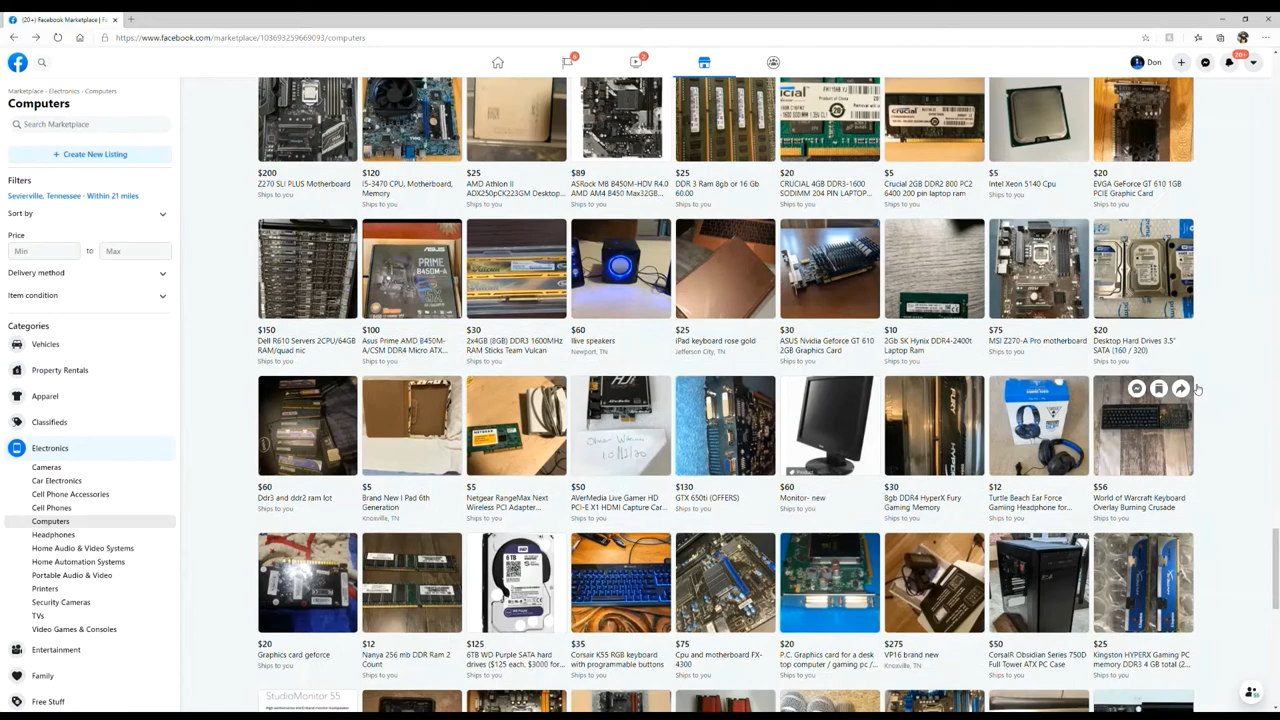 (20+) Facebook Marketplace | F
https://www.facebook.com/marketplace/103693259669093/computers
Don
20+
Marketplace · Electronics · Computers
Computers
Search Marketplace
+ Create New Listing
Filters
Sevierville, Tennessee · Within 21 miles
Sort by
Price
Min to Max
Delivery method
Item condition
Categories
Vehicles
Property Rentals
Apparel
Classifieds
Electronics
Cameras
Car Electronics
Cell Phone Accessories
Cell Phones
Computers
Headphones
Home Audio & Video Systems
Home Automation Systems
Portable Audio & Video
Printers
Security Cameras
TVs
Video Games & Consoles
Entertainment
Family
Free Stuff
$200
Z270 SLI PLUS Motherboard
Ships to you
$120
I5-3470 CPU, Motherboard,
Memory
Ships to you
$25
AMD Athlon II
ADX250pCK223GM Desktop...
Ships to you
$89
ASRock MB B450M-HDV R4.0
AMD AM4 B450 Max32GB...
Ships to you
$25
DDR 3 Ram 8gb or 16 Gb
60.00
Ships to you
$20
CRUCIAL 4GB DDR3-1600
SODIMM 204 PIN LAPTOP...
Ships to you
$5
Crucial 2GB DDR2 800 PC2
6400 200 pin laptop ram
Ships to you
$5
Intel Xeon 5140 Cpu
Ships to you
$20
EVGA GeForce GT 610 1GB
PCIE Graphic Card
Ships to you
$150
Dell R610 Servers 2CPU/64GB
RAM/quad nic
Ships to you
ASUS
PRIME
B450M-A
$100
Asus Prime AMD B450M-
A/CSM DDR4 Micro ATX...
Ships to you
$30
2x4GB (8GB) DDR3 1600MHz
RAM Sticks Team Vulcan
Ships to you
$60
Ilive speakers
Newport, TN
$25
iPad keyboard rose gold
Jefferson City, TN
$30
ASUS Nvidia Geforce GT 610
2GB Graphics Card
Ships to you
$10
2Gb SK Hynix DDR4-2400t
Laptop Ram
Ships to you
$75
MSI Z270-A Pro motherboard
Ships to you
$20
Desktop Hard Drives 3.5"
SATA (160 / 320)
Ships to you
$60
Ddr3 and ddr2 ram lot
Ships to you
$5
Brand New I Pad 6th
Generation
Knoxville, TN
NETGEAR
$5
Netgear RangeMax Next
Wireless PCI Adapter...
Ships to you
$50
AVerMedia Live Gamer HD
PCI-E X1 HDMI Capture Car...
Ships to you
$130
GTX 650ti (OFFERS)
Ships to you
Product
$60
Monitor- new
Ships to you
FURY
$30
8gb DDR4 HyperX Fury
Gaming Memory
Ships to you
$12
Turtle Beach Ear Force
Gaming Headphone for...
Ships to you
$56
World of Warcraft Keyboard
Overlay Burning Crusade
Ships to you
$20
Graphics card geforce
Ships to you
$12
Nanya 256 mb DDR Ram 2
Count
Ships to you
6TB
$125
6TB WD Purple SATA hard
drives ($125 each, $3000 for...
Ships to you
$35
Corsair K55 RGB keyboard
with programmable buttons
Ships to you
$75
Cpu and motherboard FX-
4300
Ships to you
$20
P.C. Graphics card for a desk
top computer / gaming pc /...
Ships to you
$275
VP16 brand new
Knoxville, TN
$50
CorsaIR Obsidian Series 750D
Full Tower ATX PC Case
Ships to you
$25
Kingston HYPERX Gaming PC
memory DDR3 4 GB total (2...
Ships to you
StudioMonitor 55